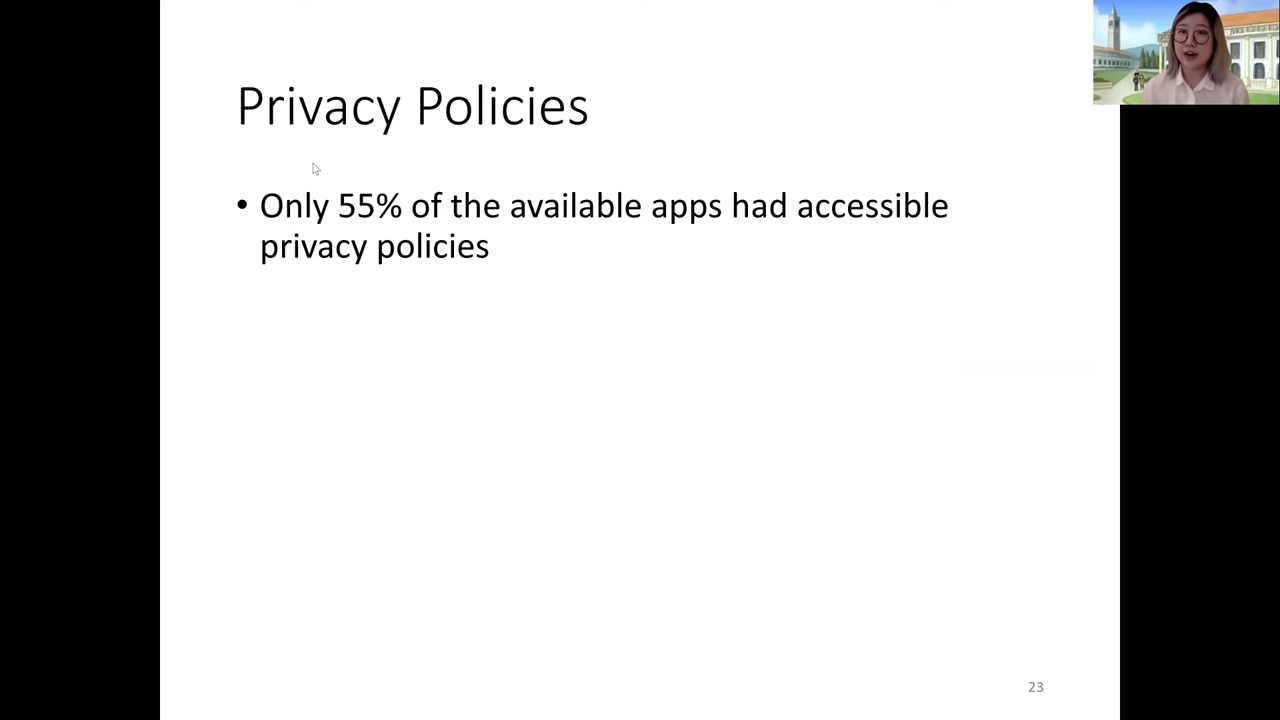 Privacy Policies
• Only 55% of the available apps had accessible
privacy policies
23